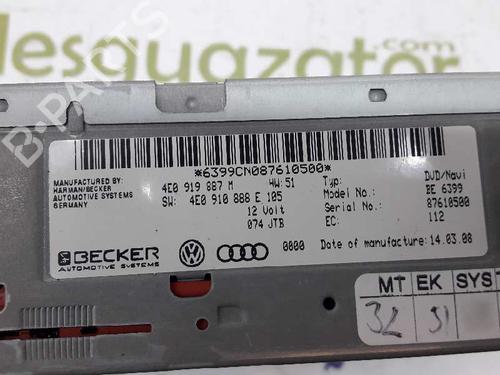 desguazator
.eco
B-PARTS
*6399CN087610500*
MANUFACTURED BY:
HARMAN/BECKER
AUTOMOTIVE SYSTEMS
GERMANY
4E0 919 887 M HW:51 Typ: DVD/Navi
SW: 4E0 910 888 E 105 Model No.: BE 6399
12 Volt Serial No.: 87610500
074 JTB EC: 112
BECKER
AUTOMOTIVE SYSTEMS
0000 Date of manufacture: 14.03.08
MT EK SYS
32 51